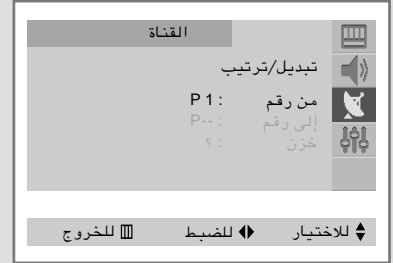 القناة
تبديل/ترتيب
من رقم : P 1
إلى رقم : P--
خزن : ؟
للاختيار للضبط للخروج